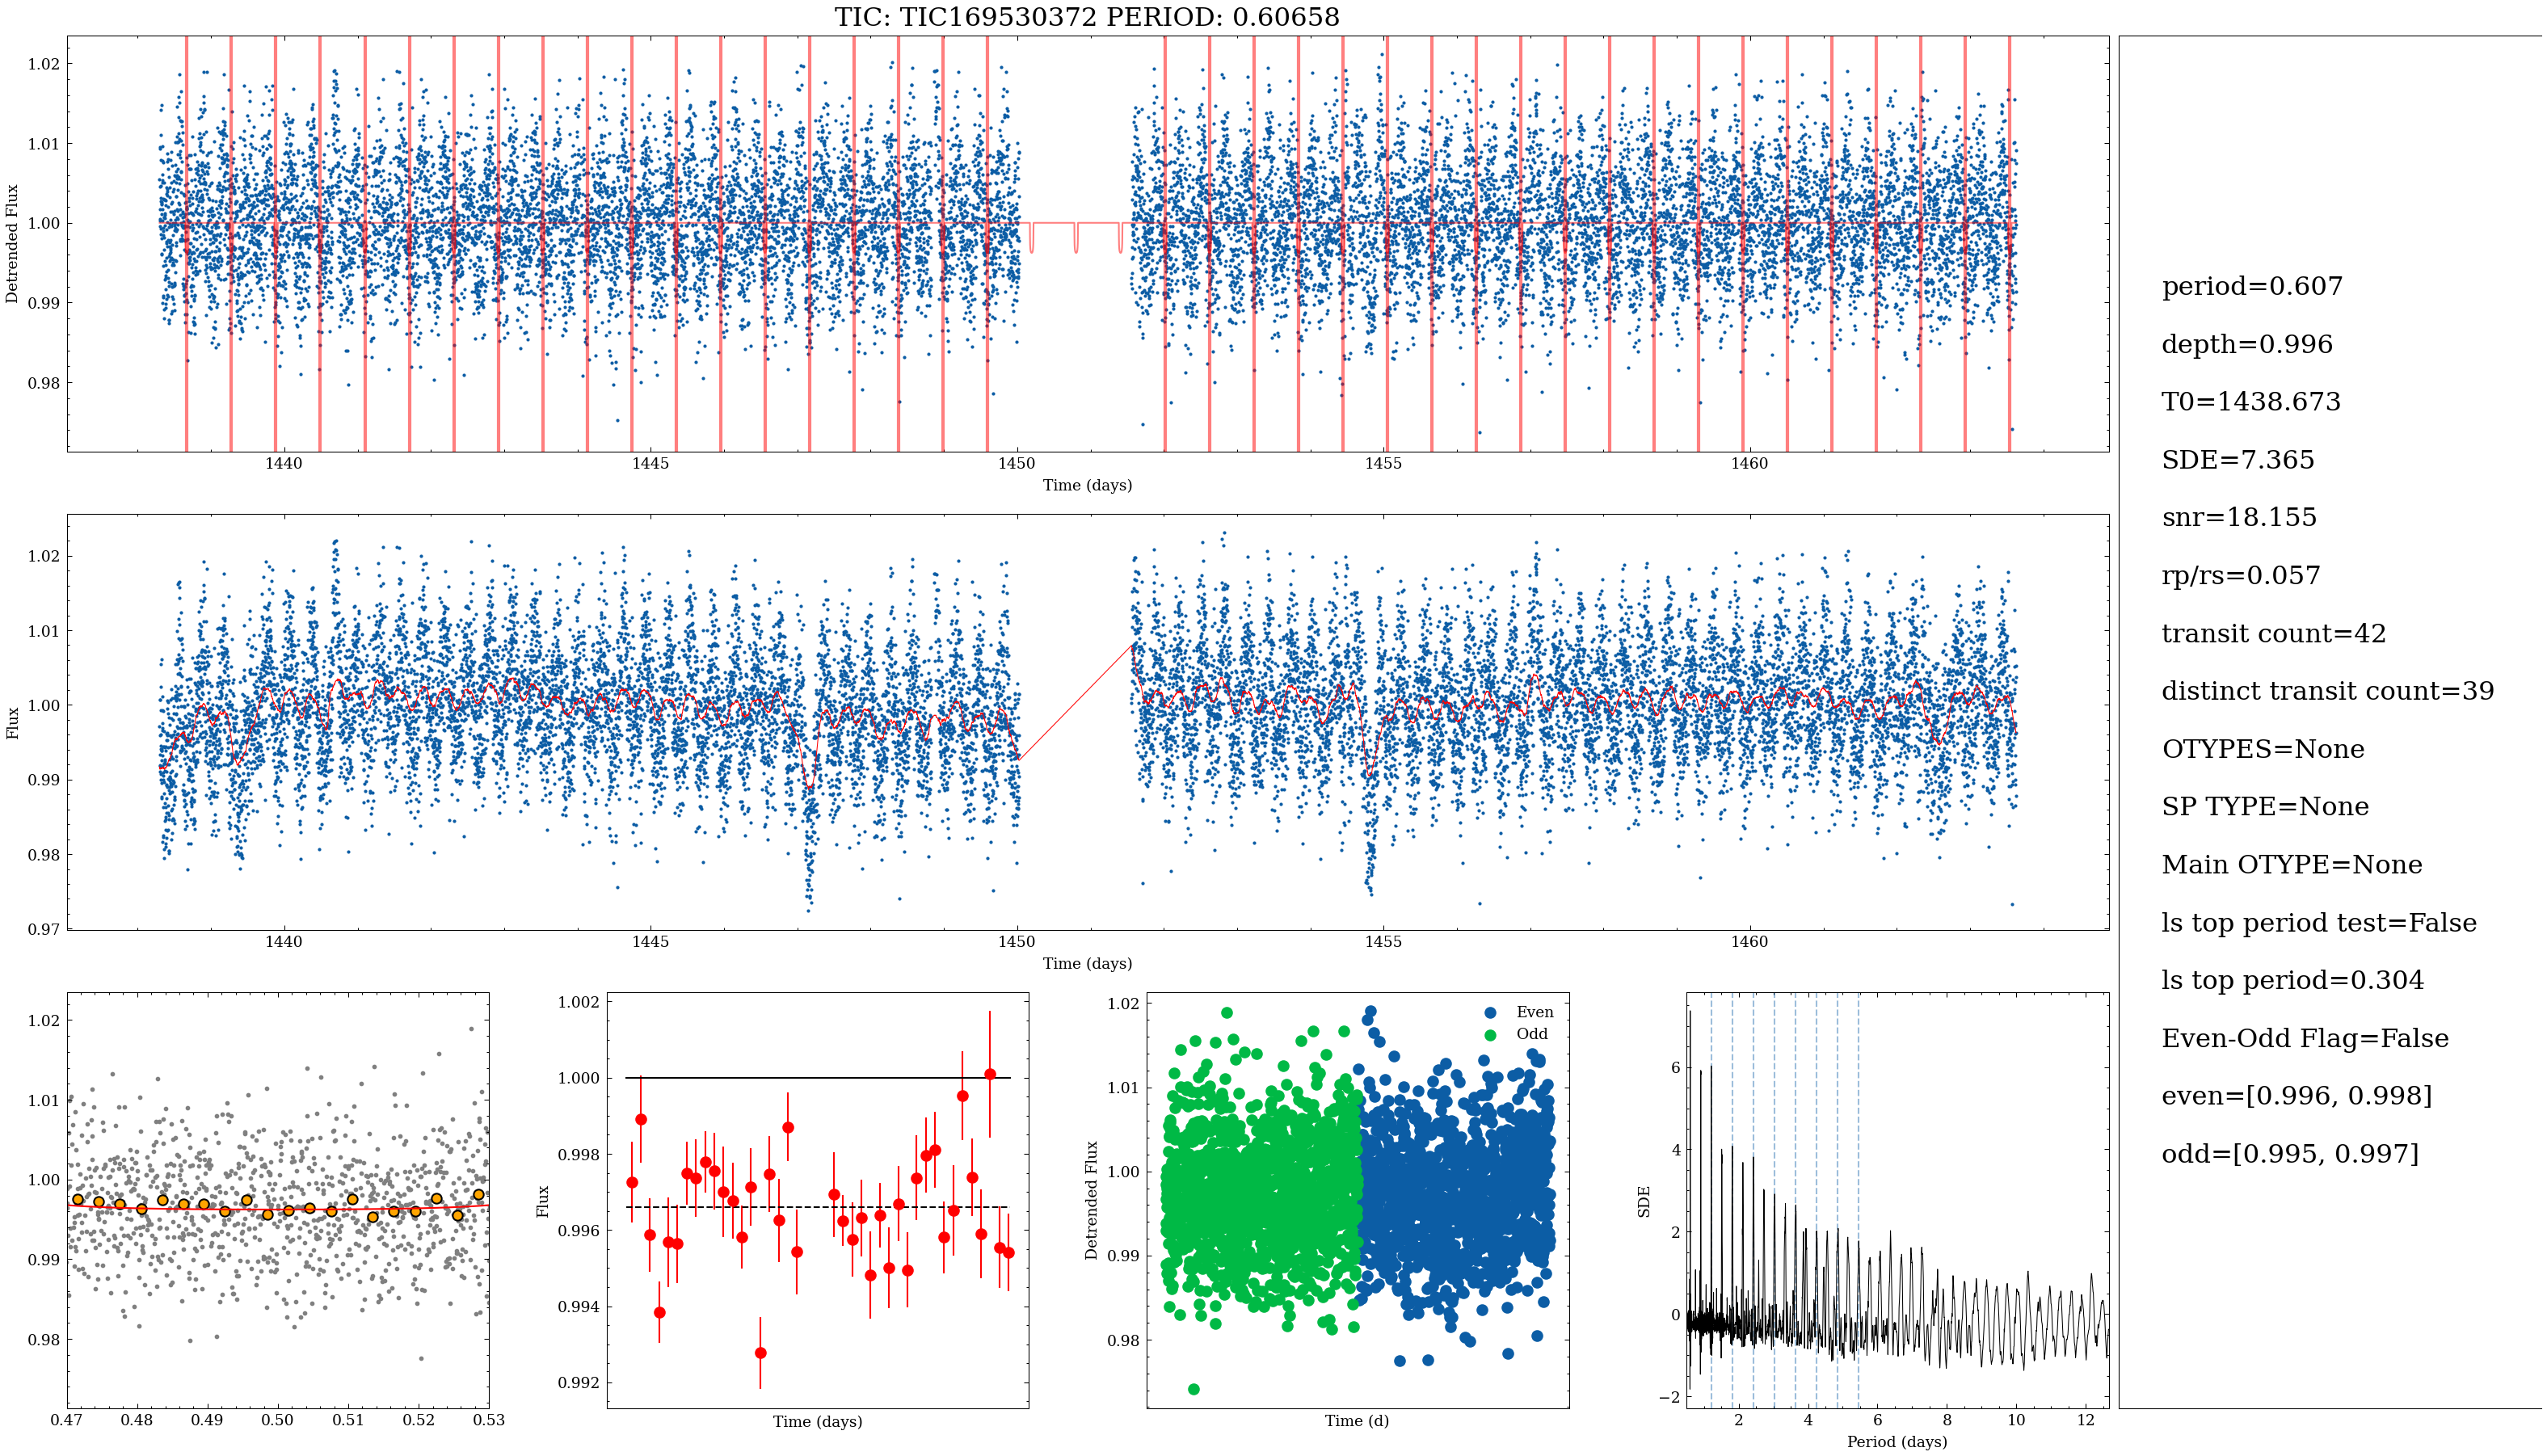 TIC: TIC169530372 PERIOD: 0.60658
1.02
1.01
1.00
0.99
0.98
Detrended Flux
1440 1445 1450 1455 1460
Time (days)
1.02
1.01
1.00
0.99
0.98
0.97
Flux
1440 1445 1450 1455 1460
Time (days)
1.02
1.01
1.00
0.99
0.98
0.47 0.48 0.49 0.50 0.51 0.52 0.53
1.002
1.000
0.998
0.996
0.994
0.992
Flux
Time (days)
1.02
1.01
1.00
0.99
0.98
Detrended Flux
Even
Odd
Time (d)
6
4
2
0
−2
SDE
2 4 6 8 10 12
Period (days)
period=0.607
depth=0.996
T0=1438.673
SDE=7.365
snr=18.155
rp/rs=0.057
transit count=42
distinct transit count=39
OTYPES=None
SP TYPE=None
Main OTYPE=None
ls top period test=False
ls top period=0.304
Even-Odd Flag=False
even=[0.996, 0.998]
odd=[0.995, 0.997]